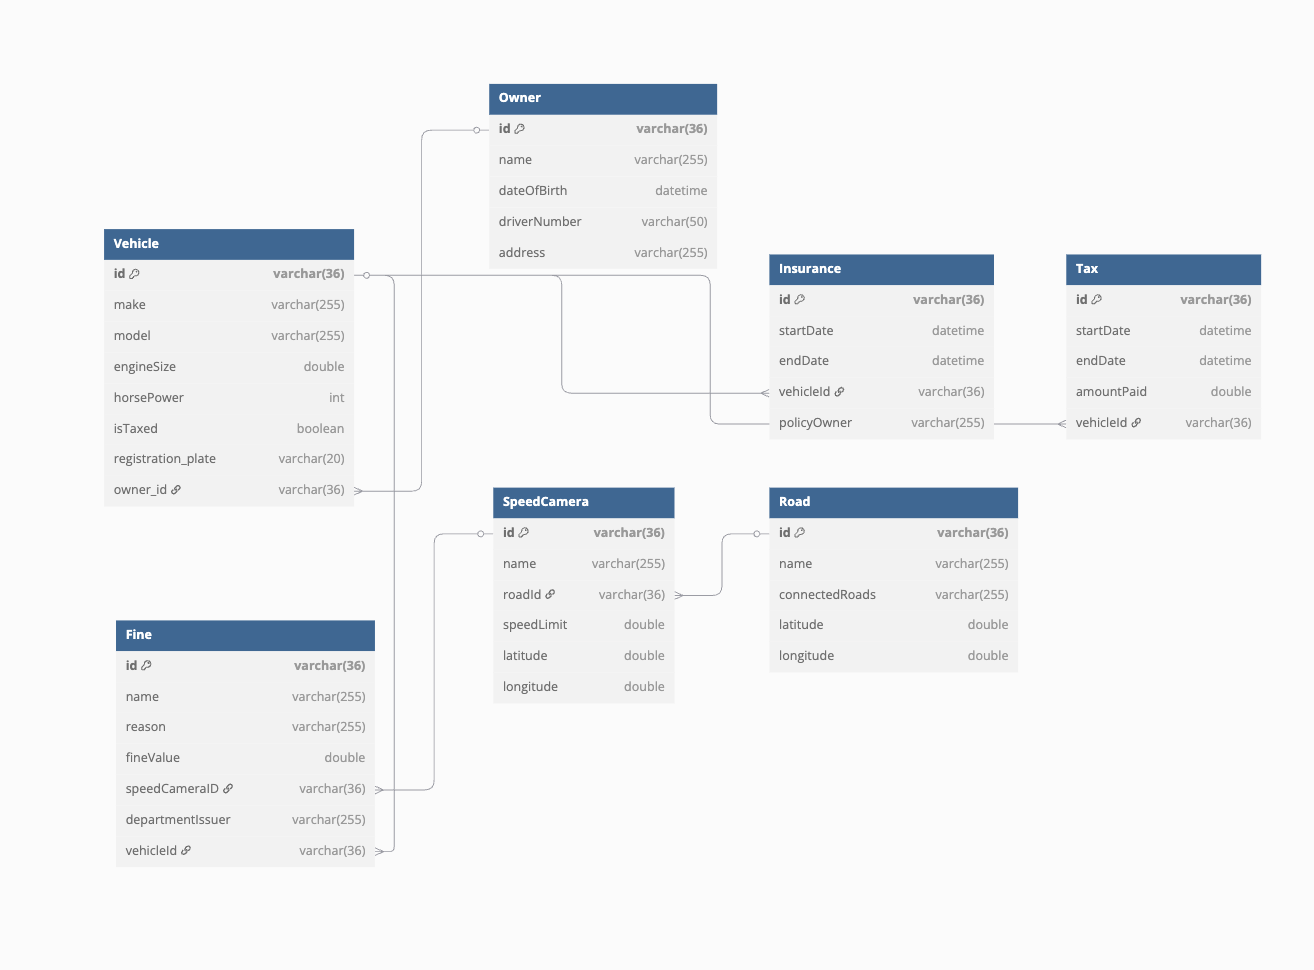 Owner
id varchar(36)
name varchar(255)
dateOfBirth datetime
driverNumber varchar(50)
address varchar(255)
Vehicle
id varchar(36)
make varchar(255)
model varchar(255)
engineSize double
horsePower int
isTaxed boolean
registration_plate varchar(20)
owner_id varchar(36)
Insurance
id varchar(36)
startDate datetime
endDate datetime
vehicleId varchar(36)
policyOwner varchar(255)
Tax
id varchar(36)
startDate datetime
endDate datetime
amountPaid double
vehicleId varchar(36)
SpeedCamera
id varchar(36)
name varchar(255)
roadId varchar(36)
speedLimit double
latitude double
longitude double
Road
id varchar(36)
name varchar(255)
connectedRoads varchar(255)
latitude double
longitude double
Fine
id varchar(36)
name varchar(255)
reason varchar(255)
fineValue double
speedCameraID varchar(36)
departmentIssuer varchar(255)
vehicleId varchar(36)